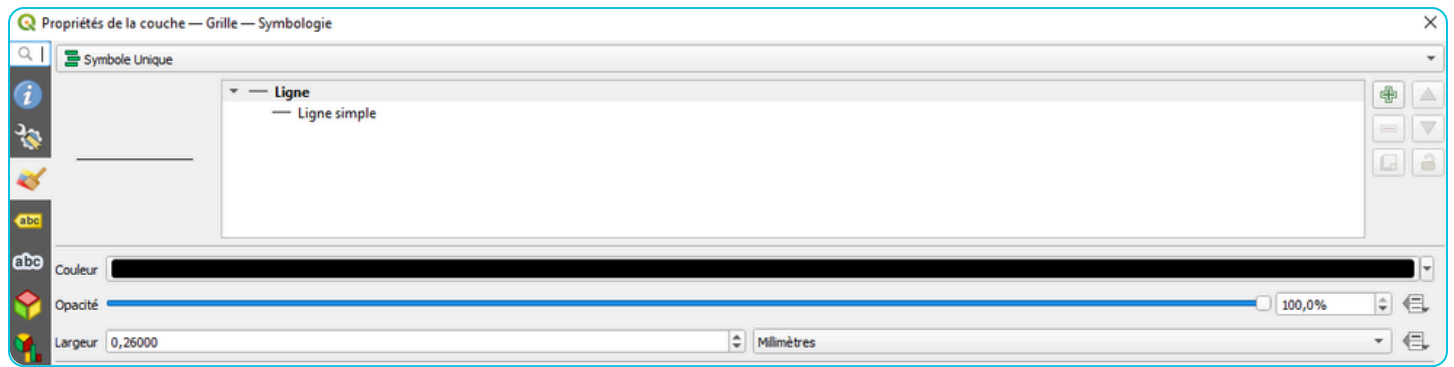 Propriétés de la couche — Grille — Symbologie
Symbole Unique
Ligne
Ligne simple
abc
abc
Couleur
Opacité 100,0%
Largeur 0,26000 Millimètres